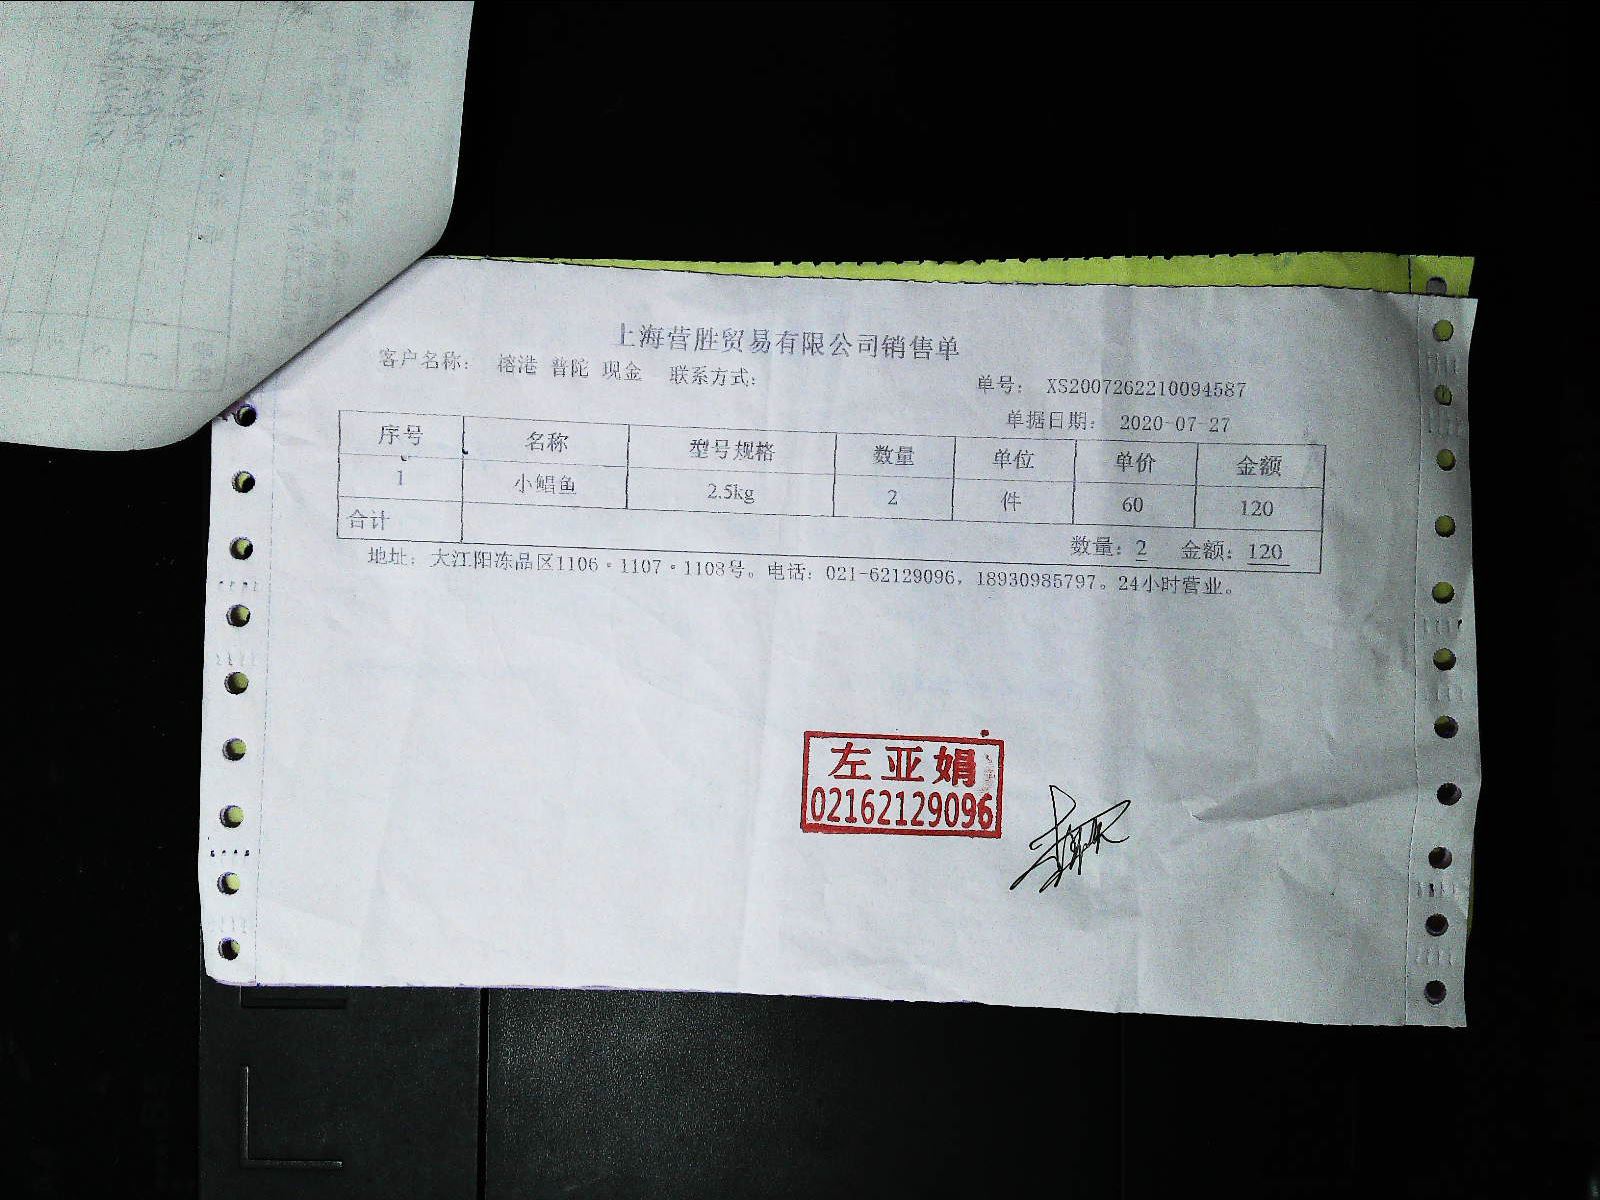 上海营胜贸易有限公司销售单
客户名称： 榕港 普陀 现金 联系方式：
单号： XS2007262210094587
单据日期： 2020-07-27
序号 名称 型号规格 数量 单位 单价 金额
1 小鲳鱼 2.5kg 2 件 60 120
合计 数量：2 金额：120
地址：大江阳冻品区1106·1107·1108号。电话：021-62129096，18930985797。24小时营业。
左亚娟
02162129096